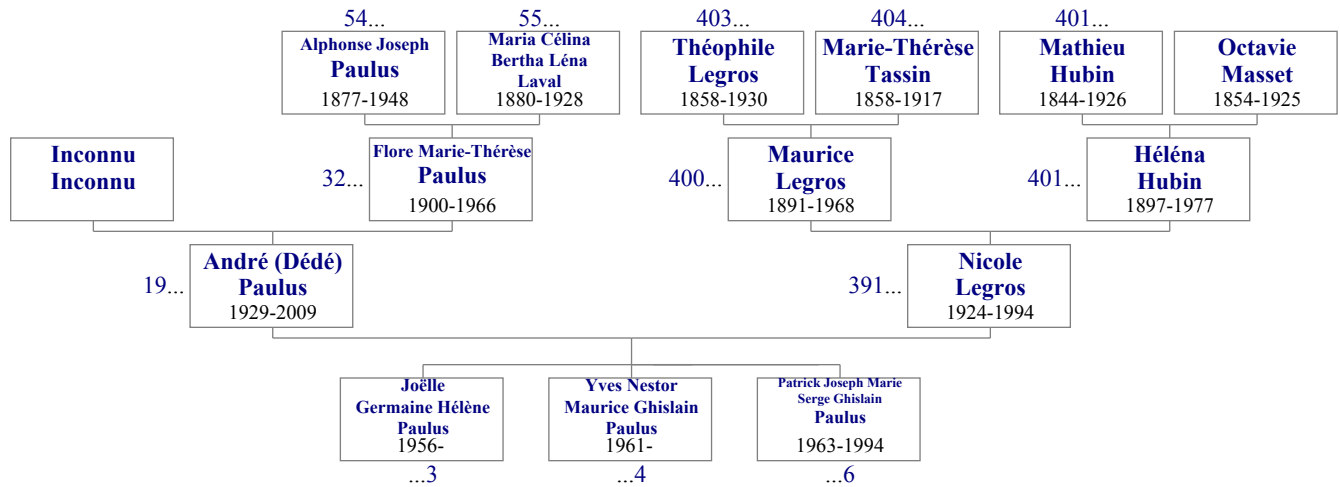 54...
55...
403...
404...
401...
Alphonse Joseph
Paulus
1877-1948
Maria Célina
Bertha Léna
Laval
1880-1928
Théophile
Legros
1858-1930
Marie-Thérèse
Tassin
1858-1917
Mathieu
Hubin
1844-1926
Octavie
Masset
1854-1925
Inconnu
Inconnu
32...
Flore Marie-Thérèse
Paulus
1900-1966
400...
Maurice
Legros
1891-1968
401...
Héléna
Hubin
1897-1977
19...
André (Dédé)
Paulus
1929-2009
391...
Nicole
Legros
1924-1994
Joëlle
Germaine Hélène
Paulus
1956-
...3
Yves Nestor
Maurice Ghislain
Paulus
1961-
...4
Patrick Joseph Marie
Serge Ghislain
Paulus
1963-1994
...6